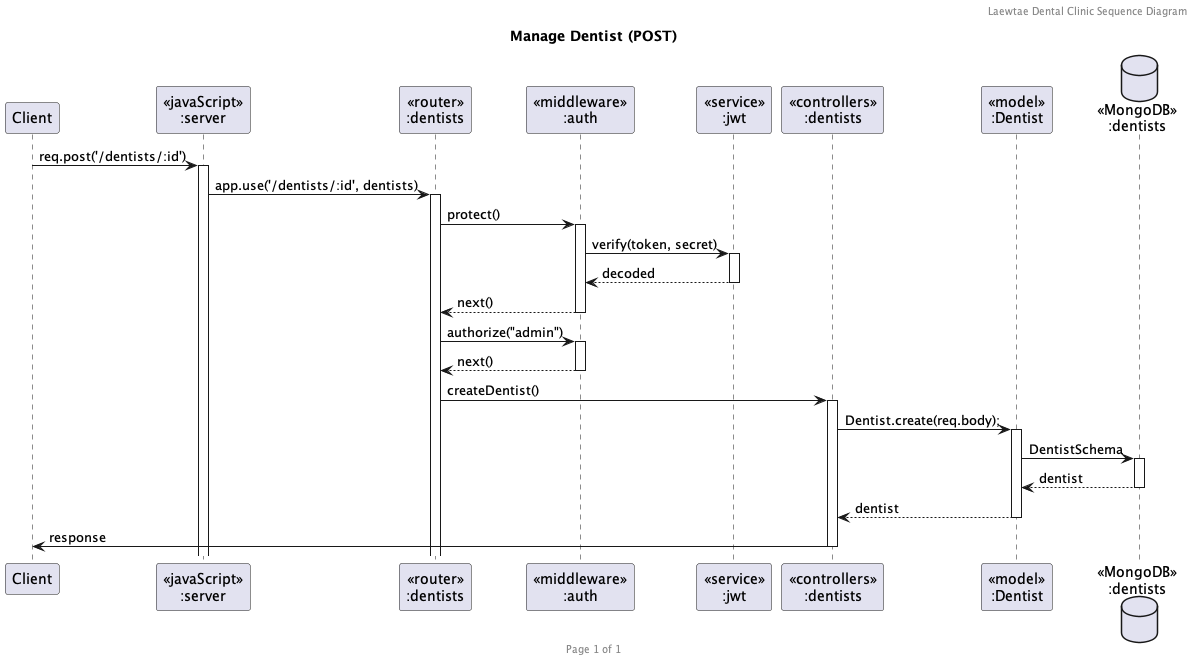 Laewtae Dental Clinic Sequence Diagram
Manage Dentist (POST)
Client
«javaScript»
:server
«router»
:dentists
«middleware»
:auth
«service»
:jwt
«controllers»
:dentists
«model»
:Dentist
«MongoDB»
:dentists
req.post('/dentists/:id')
app.use('/dentists/:id', dentists)
protect()
verify(token, secret)
decoded
next()
authorize("admin")
next()
createDentist()
Dentist.create(req.body);
DentistSchema
dentist
dentist
response
Client
«javaScript»
:server
«router»
:dentists
«middleware»
:auth
«service»
:jwt
«controllers»
:dentists
«model»
:Dentist
«MongoDB»
:dentists
Page 1 of 1